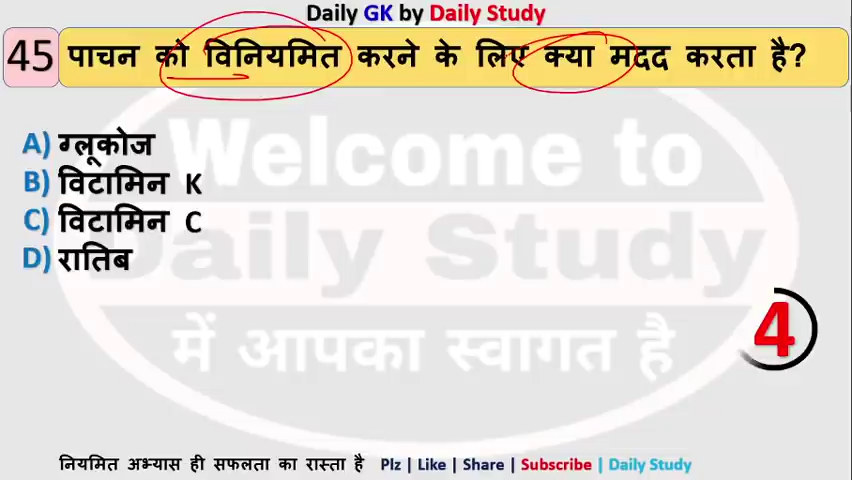 Daily GK by Daily Study
45 पाचन को विनियमित करने के लिए क्या मदद करता है?
A) ग्लूकोज
B) विटामिन K
C) विटामिन C
D) रातिब
Welcome to
Daily Study
में आपका स्वागत है
4
नियमित अभ्यास ही सफलता का रास्ता है Plz | Like | Share | Subscribe | Daily Study